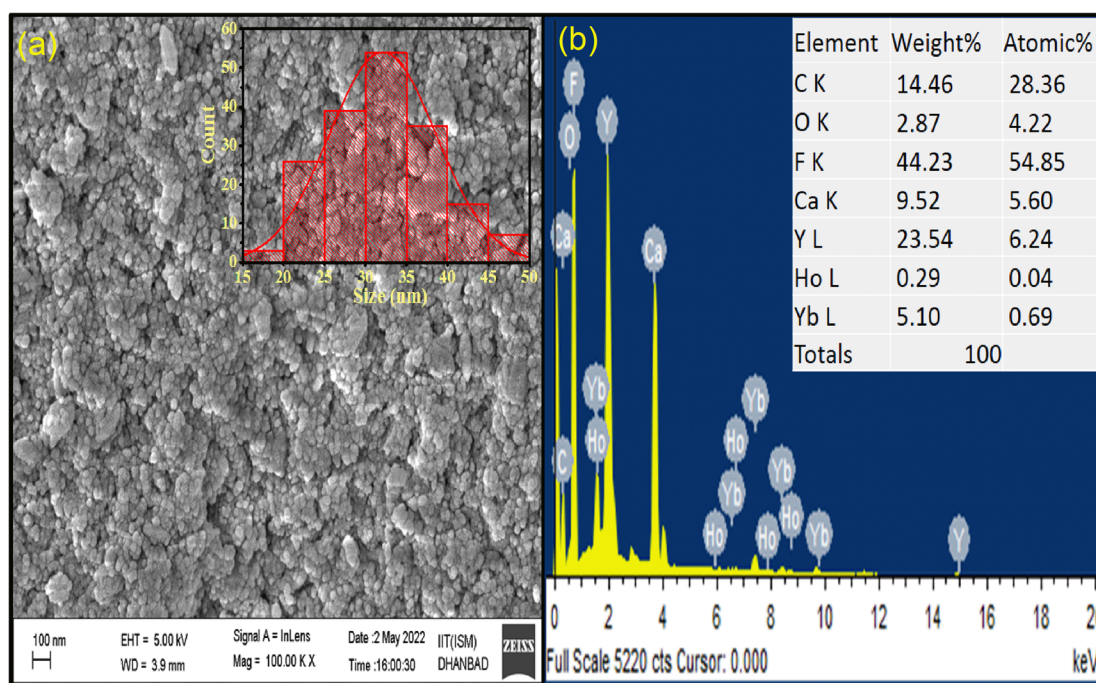 (a)
60
50
40
30
20
10
0
Count
15 20 25 30 35 40 45 50
Size (nm)
100 nm
EHT = 5.00 kV
WD = 3.9 mm
Signal A = InLens
Mag = 100.00 K X
Date :2 May 2022
Time :16:00:30
IIT(ISM)
DHANBAD
ZEISS
(b)
Element Weight% Atomic%
C K 14.46 28.36
O K 2.87 4.22
F K 44.23 54.85
Ca K 9.52 5.60
Y L 23.54 6.24
Ho L 0.29 0.04
Yb L 5.10 0.69
Totals 100
F
O
Y
Ca
Ca
Yb
Ho
C
Yb
Ho
Yb
Ho
Yb
Ho
Ho
Yb
Y
0 2 4 6 8 10 12 14 16 18 20
Full Scale 5220 cts Cursor: 0.000
keV